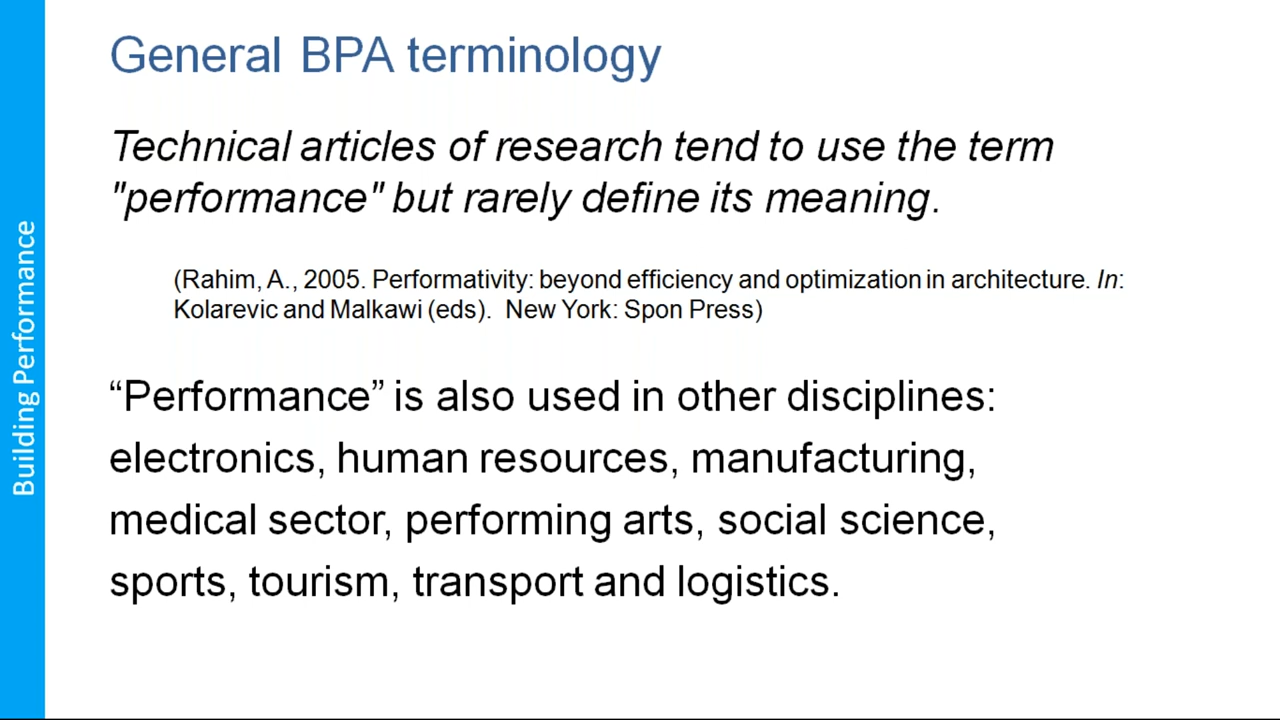 General BPA terminology
Technical articles of research tend to use the term
"performance" but rarely define its meaning.
(Rahim, A., 2005. Performativity: beyond efficiency and optimization in architecture. In:
Kolarevic and Malkawi (eds).  New York: Spon Press)
“Performance” is also used in other disciplines:
electronics, human resources, manufacturing,
medical sector, performing arts, social science,
sports, tourism, transport and logistics.
Building Performance